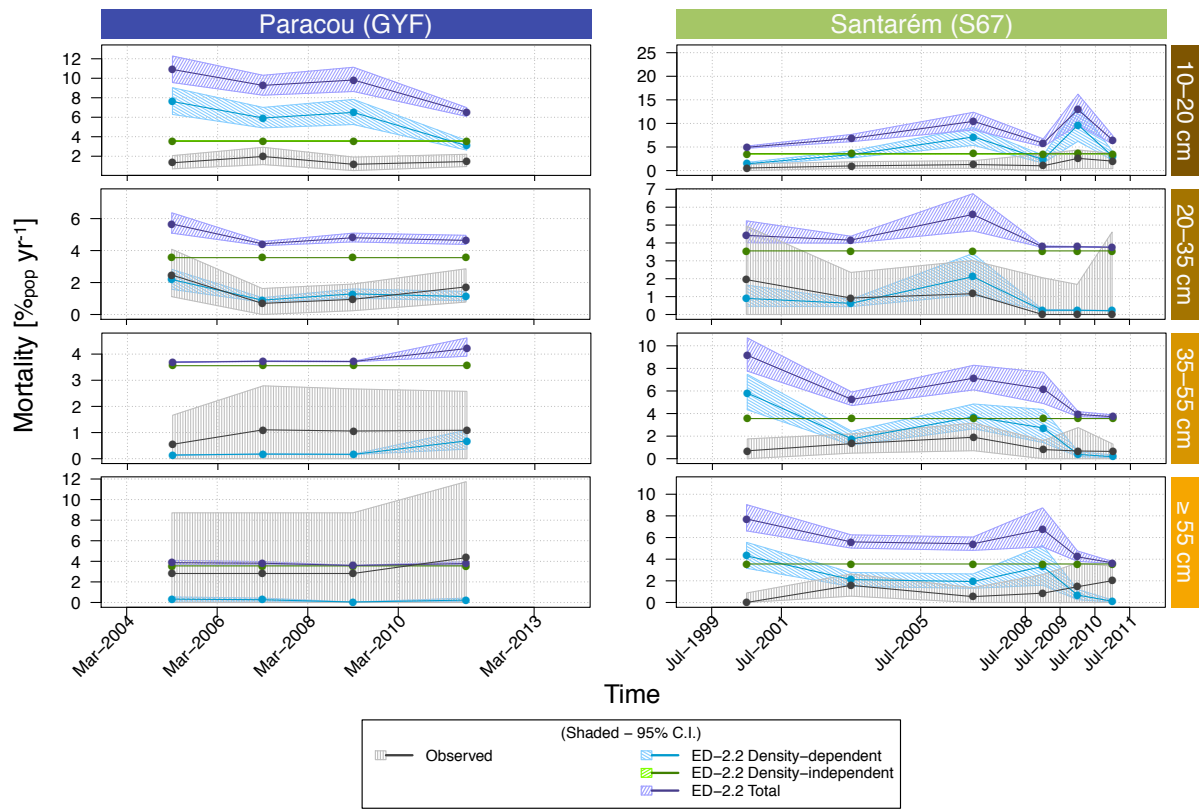 Paracou (GYF)
Santarém (S67)
12
10
8
6
4
2
25
20
15
10
5
0
10−20 cm
6
4
2
0
7
6
5
4
3
2
1
0
20−35 cm
4
3
2
1
0
10
8
6
4
2
0
35−55 cm
12
10
8
6
4
2
0
10
8
6
4
2
0
≥ 55 cm
Mortality [%pop yr-1]
Mar−2004
Mar−2006
Mar−2008
Mar−2010
Mar−2013
Jul−1999
Jul−2001
Jul−2005
Jul−2008
Jul−2009
Jul−2010
Jul−2011
Time
(Shaded − 95% C.I.)
Observed
ED−2.2 Density−dependent
ED−2.2 Density−independent
ED−2.2 Total